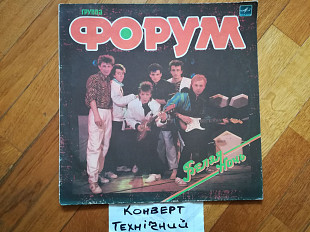 ГРУППА
ФОРУМ
Белая
Ночь
КОНВЕРТ
ТЕХНІЧНИЙ